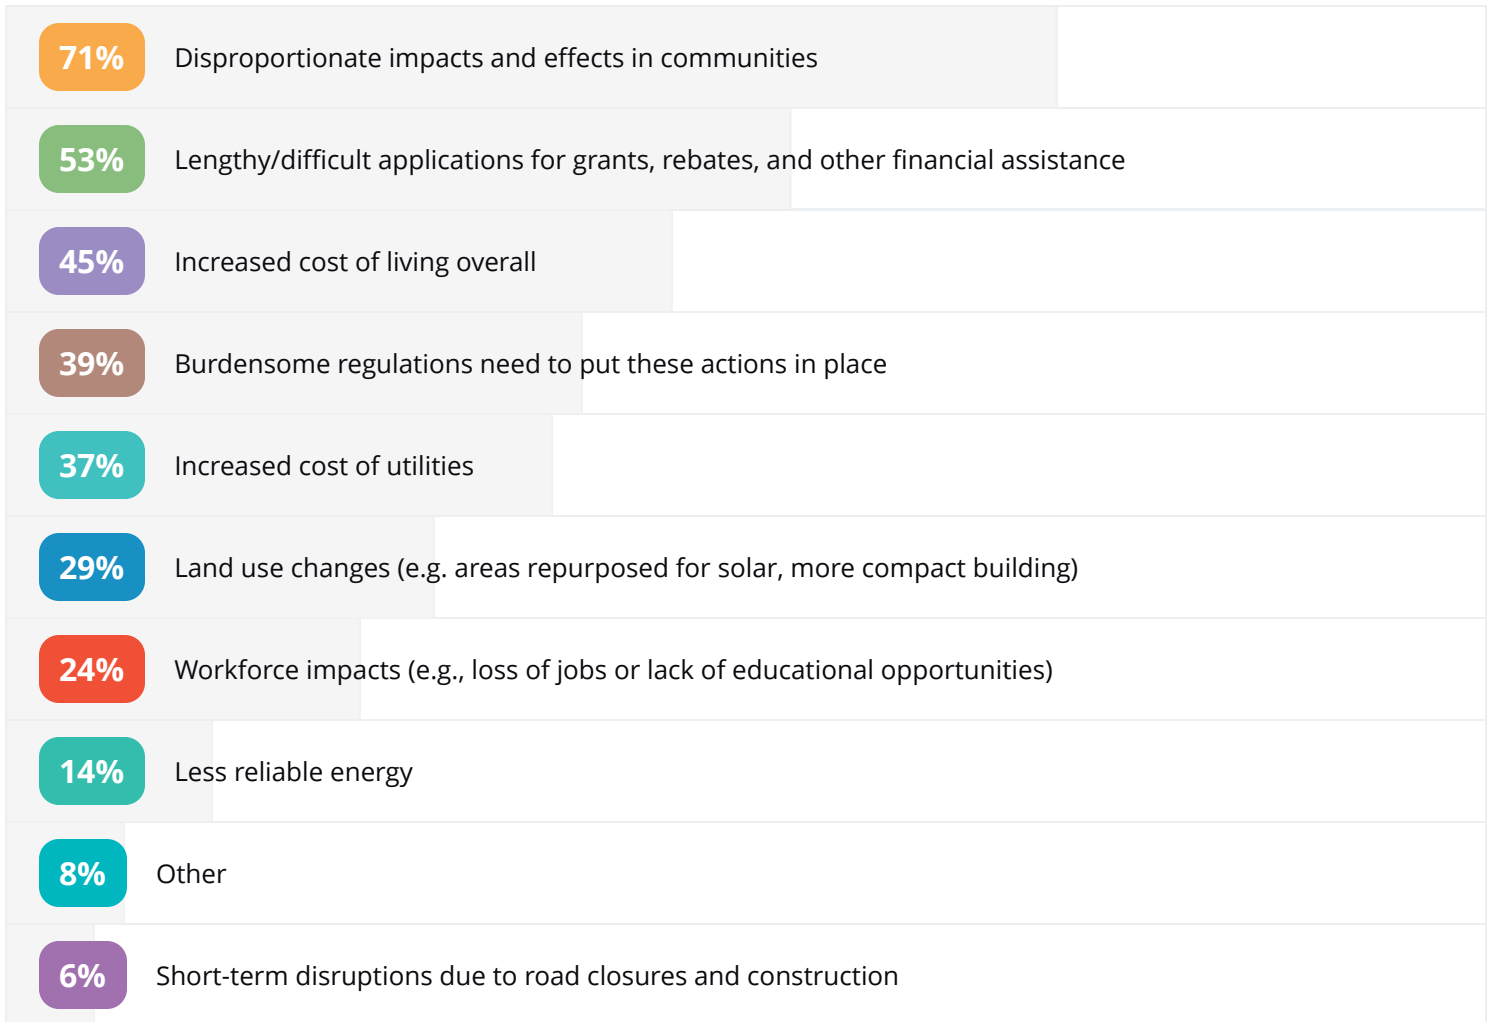 71% Disproportionate impacts and effects in communities
53% Lengthy/difficult applications for grants, rebates, and other financial assistance
45% Increased cost of living overall
39% Burdensome regulations need to put these actions in place
37% Increased cost of utilities
29% Land use changes (e.g. areas repurposed for solar, more compact building)
24% Workforce impacts (e.g., loss of jobs or lack of educational opportunities)
14% Less reliable energy
8% Other
6% Short-term disruptions due to road closures and construction